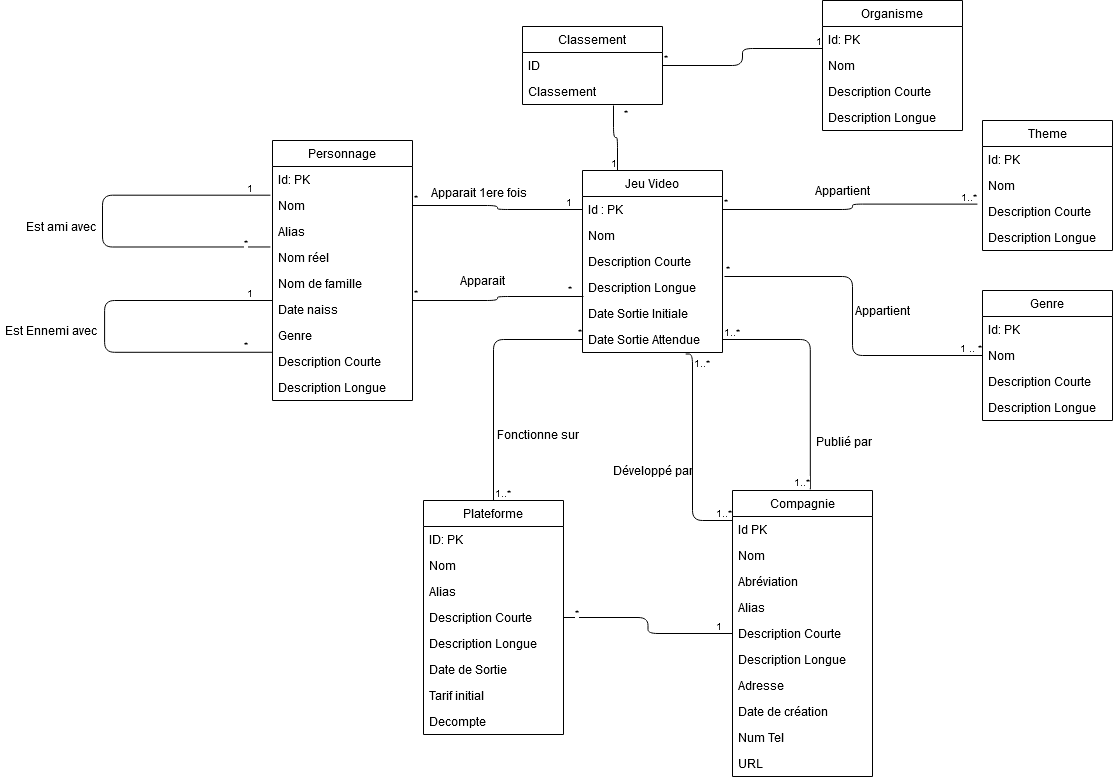 Organisme
Id: PK
Nom
Description Courte
Description Longue
Classement
ID
Classement
*
1
*
1
Theme
Id: PK
Nom
Description Courte
Description Longue
Personnage
Id: PK
Nom
Alias
Nom réel
Nom de famille
Date naiss
Genre
Description Courte
Description Longue
1
Est ami avec
*
1
Est Ennemi avec
*
*
Apparait 1ere fois
1
*
Apparait
*
Jeu Video
Id : PK
Nom
Description Courte
Description Longue
Date Sortie Initiale
Date Sortie Attendue
*
Appartient
1..*
*
Appartient
1 .. *
Genre
Id: PK
Nom
Description Courte
Description Longue
*
Fonctionne sur
1..*
1..*
Développé par
1..*
1..*
Publié par
1..*
Plateforme
ID: PK
Nom
Alias
Description Courte
Description Longue
Date de Sortie
Tarif initial
Decompte
*
1
Compagnie
Id PK
Nom
Abréviation
Alias
Description Courte
Description Longue
Adresse
Date de création
Num Tel
URL